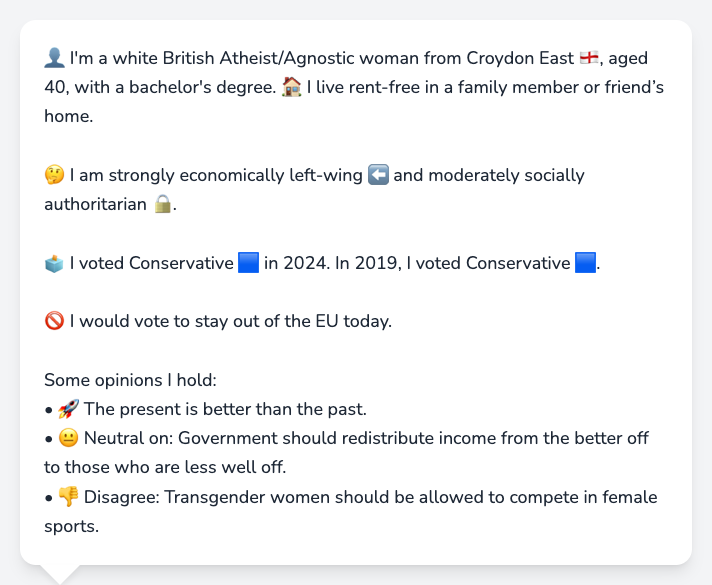 👤 I'm a white British Atheist/Agnostic woman from Croydon East 🏴󠁧󠁢󠁥󠁮󠁧󠁿, aged
40, with a bachelor's degree. 🏠 I live rent-free in a family member or friend’s
home.
🤔 I am strongly economically left-wing ⬅️ and moderately socially
authoritarian 🔒.
🗳️ I voted Conservative 🟦 in 2024. In 2019, I voted Conservative 🟦.
🚫 I would vote to stay out of the EU today.
Some opinions I hold:
• 🚀 The present is better than the past.
• 😐 Neutral on: Government should redistribute income from the better off
to those who are less well off.
• 👎 Disagree: Transgender women should be allowed to compete in female
sports.